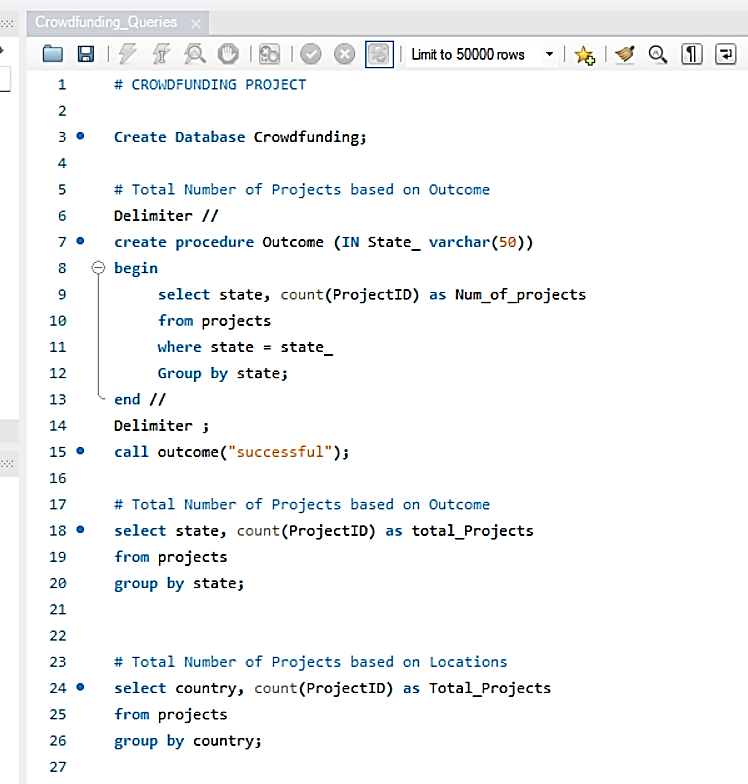 Crowdfunding_Queries ×
Limit to 50000 rows
1 # CROWDFUNDING PROJECT
2
3 Create Database Crowdfunding;
4
5 # Total Number of Projects based on Outcome
6 Delimiter //
7 create procedure Outcome (IN State_ varchar(50))
8 begin
9 select state, count(ProjectID) as Num_of_projects
10 from projects
11 where state = state_
12 Group by state;
13 end //
14 Delimiter ;
15 call outcome("successful");
16
17 # Total Number of Projects based on Outcome
18 select state, count(ProjectID) as total_Projects
19 from projects
20 group by state;
21
22
23 # Total Number of Projects based on Locations
24 select country, count(ProjectID) as Total_Projects
25 from projects
26 group by country;
27